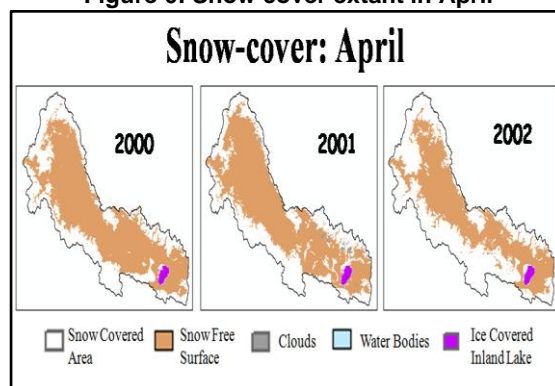 Figure 6: Snow cover extant in April
Snow-cover: April
2000
2001
2002
Snow Covered Area
Snow Free Surface
Clouds
Water Bodies
Ice Covered Inland Lake